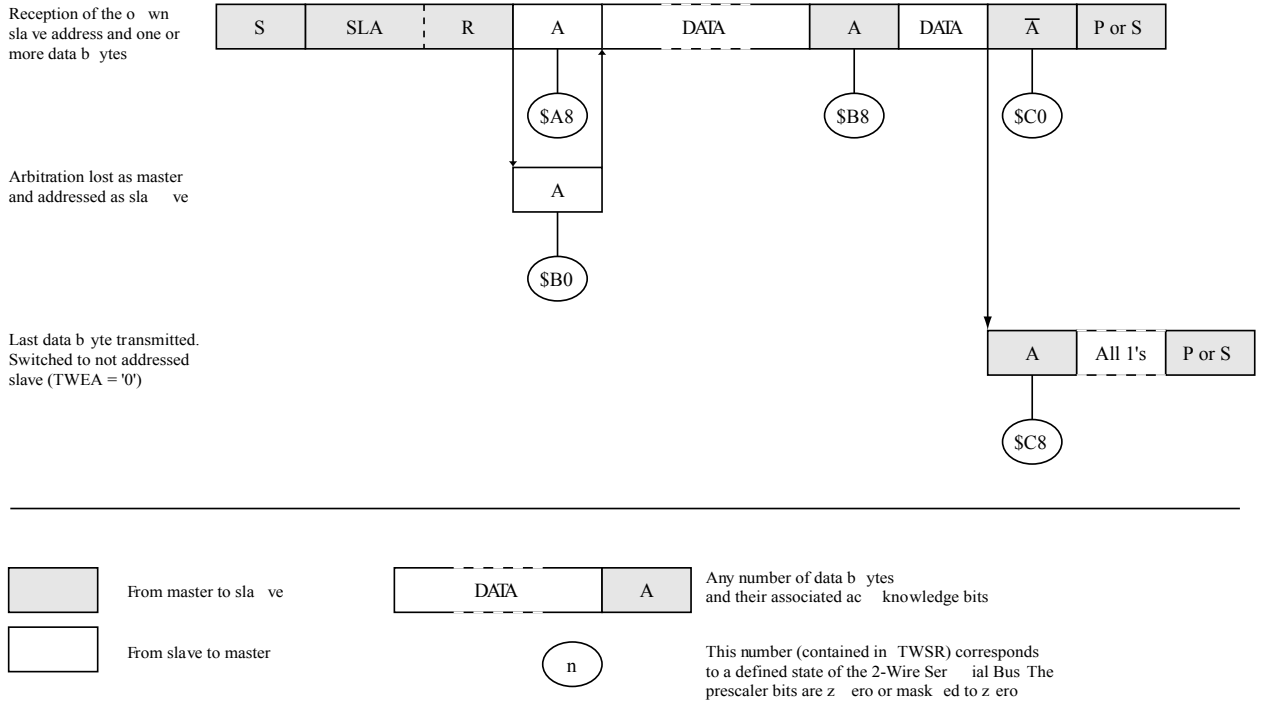 Reception of the o wn
sla ve address and one or
more data b ytes
S SLA R A DATA A DATA A̅ P or S
$A8 $B8 $C0
Arbitration lost as master
and addressed as sla ve
A
$B0
Last data b yte transmitted.
Switched to not addressed
slave (TWEA = '0')
A All 1's P or S
$C8
From master to sla ve
DATA A
Any number of data b ytes
and their associated ac knowledge bits
From slave to master
n
This number (contained in TWSR) corresponds
to a defined state of the 2-Wire Ser ial Bus The
prescaler bits are z ero or mask ed to z ero